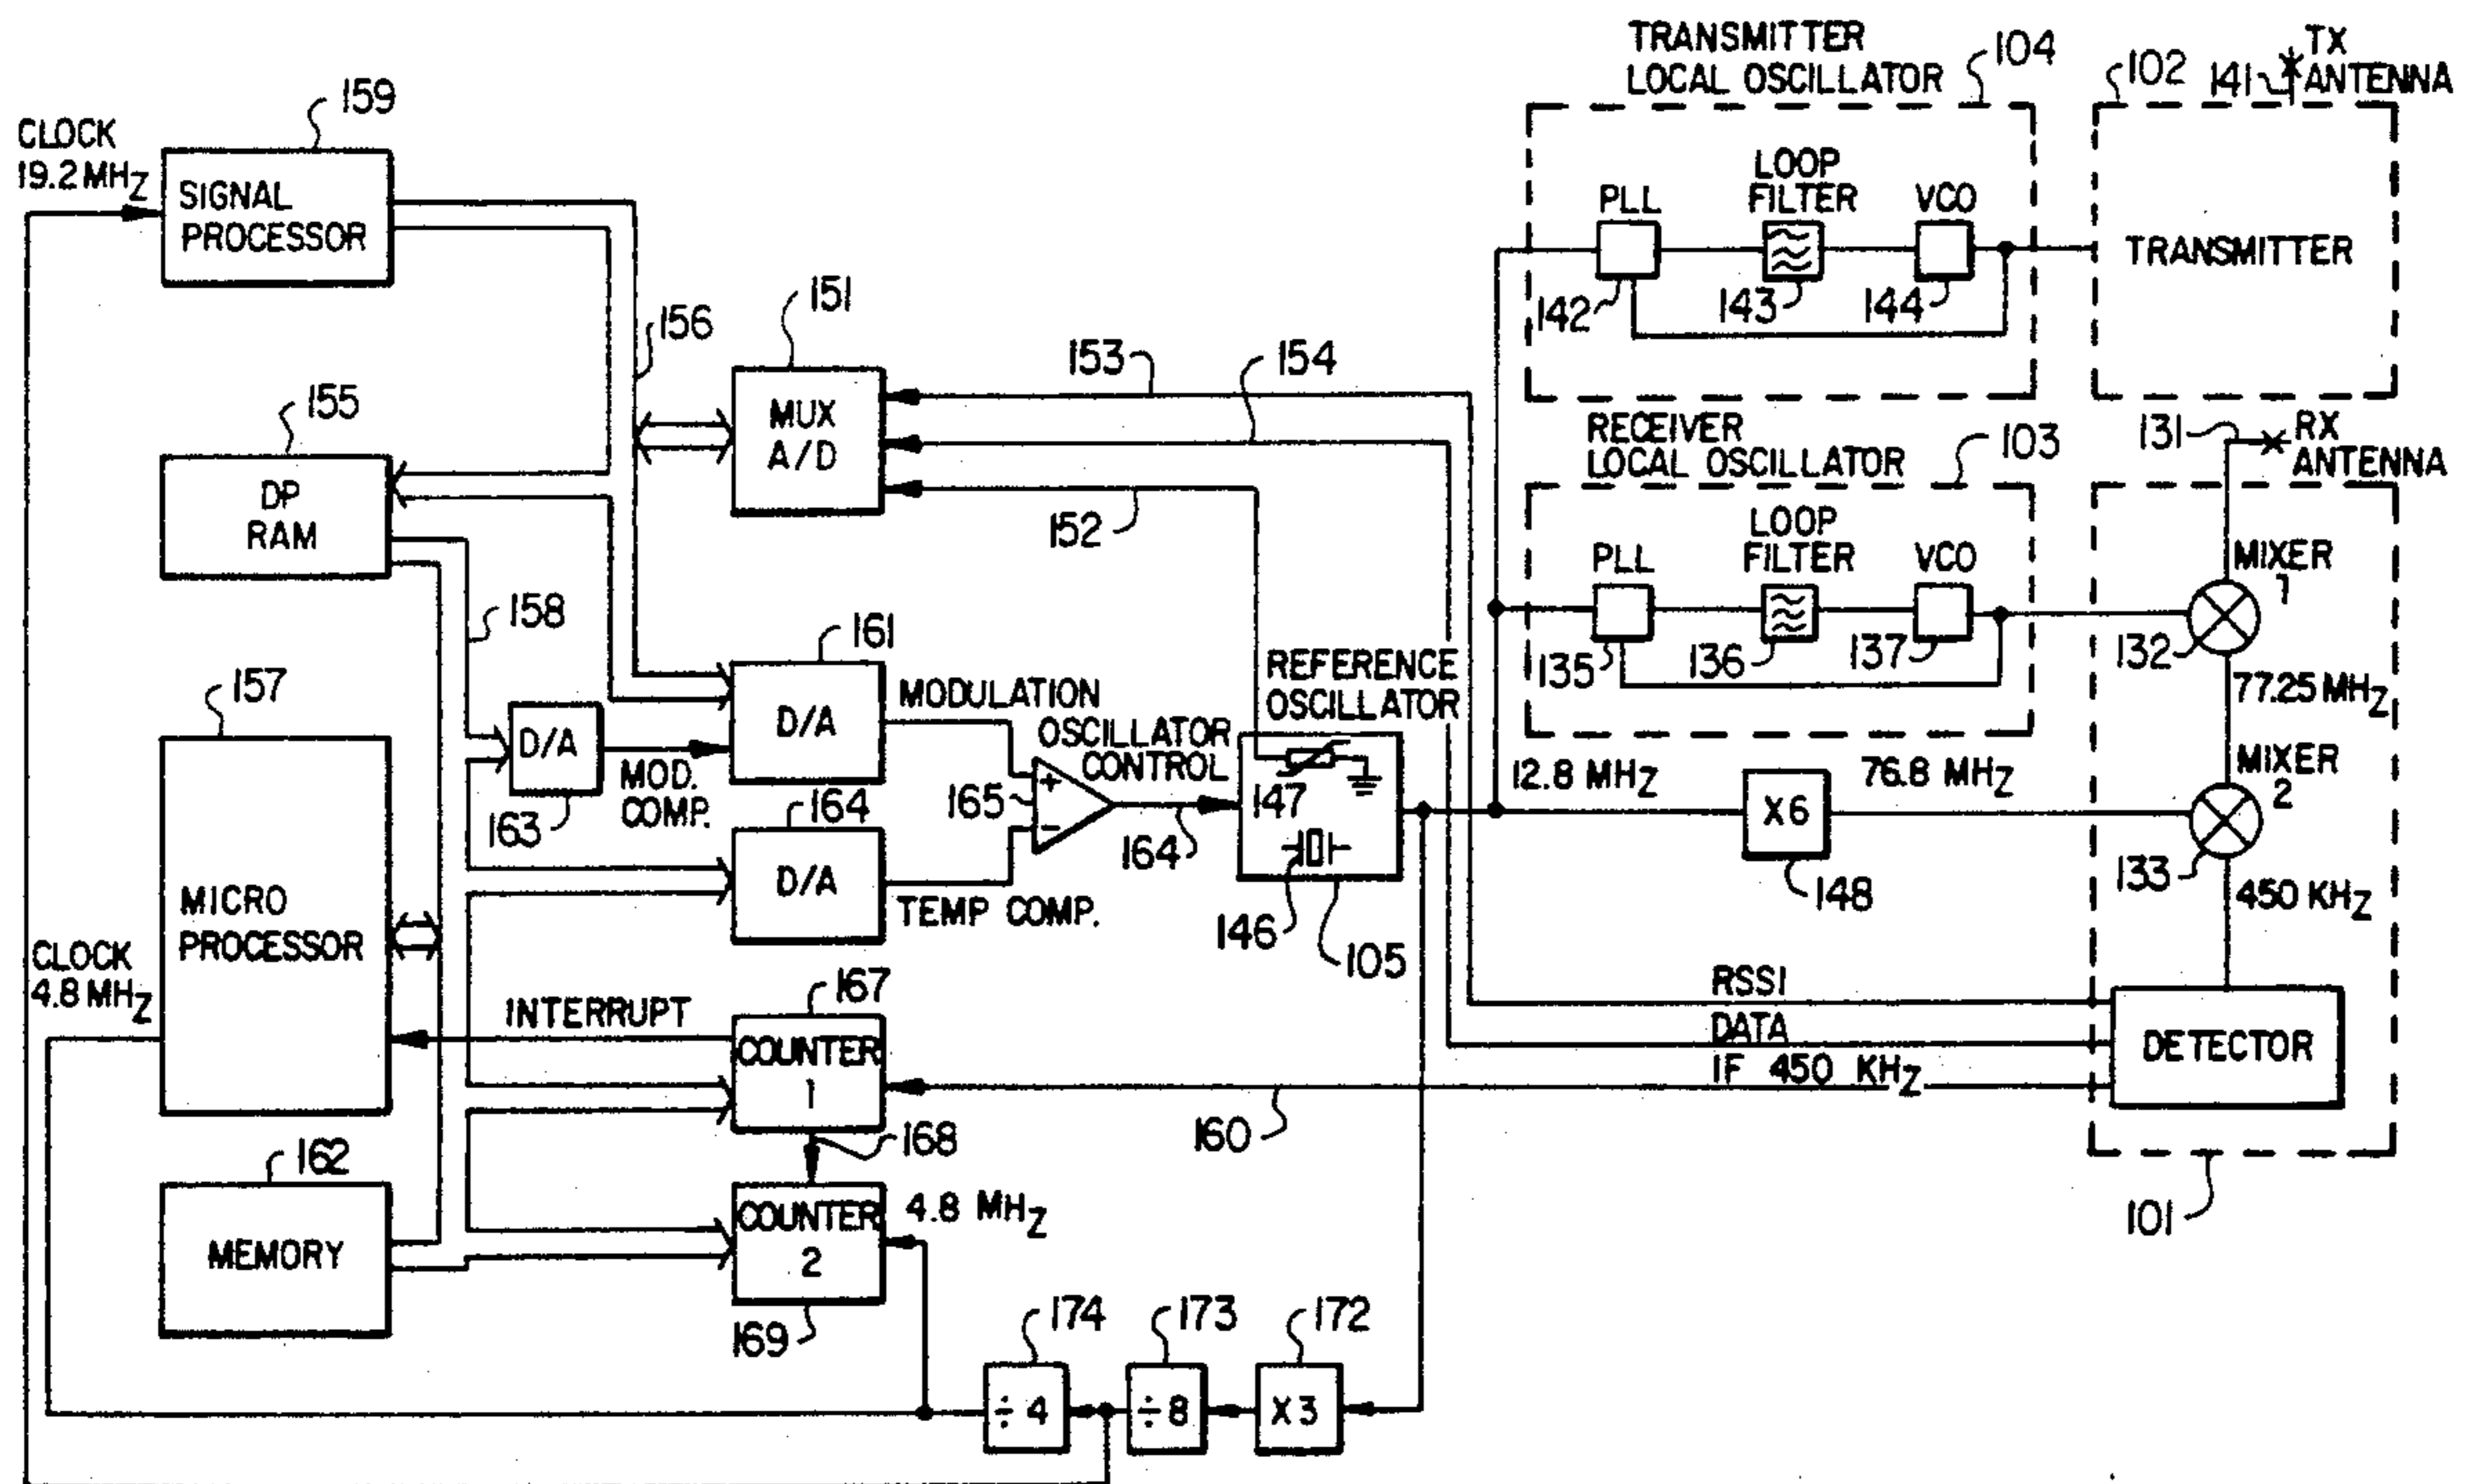 TRANSMITTER
LOCAL OSCILLATOR
104
102
141
TX
ANTENNA
159
CLOCK
19.2 MHZ
SIGNAL
PROCESSOR
LOOP
FILTER
PLL
VCO
142
143
144
TRANSMITTER
151
156
153
154
155
MUX
A/D
152
DP
RAM
RECEIVER
LOCAL OSCILLATOR
103
131
RX
ANTENNA
LOOP
FILTER
PLL
VCO
135
136
137
MIXER
1
132
77.25 MHZ
158
161
157
D/A
MODULATION
D/A
163
MOD.
COMP.
164
D/A
TEMP COMP.
OSCILLATOR
CONTROL
165
+
-
164
REFERENCE
OSCILLATOR
147
146
105
12.8 MHZ
X6
148
76.8 MHZ
MIXER
2
133
450 KHZ
MICRO
PROCESSOR
CLOCK
4.8 MHZ
INTERRUPT
167
COUNTER
1
168
RSSI
DATA
IF 450 KHZ
DETECTOR
160
101
162
MEMORY
COUNTER
2
4.8 MHZ
169
174
173
172
÷4
÷8
X3